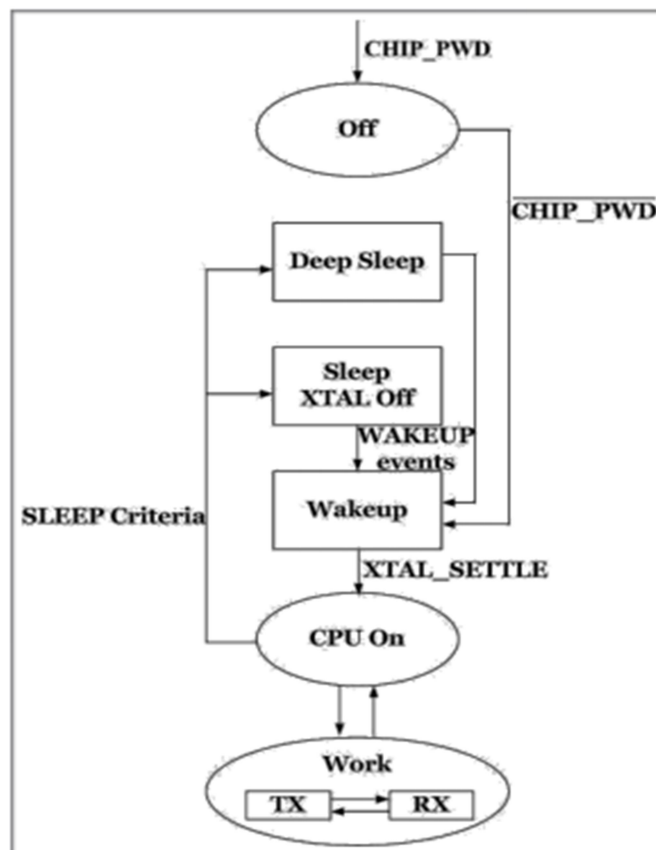 CHIP_PWD
Off
CHIP_PWD
Deep Sleep
Sleep
XTAL Off
WAKEUP
events
Wakeup
SLEEP Criteria
XTAL_SETTLE
CPU On
Work
TX RX